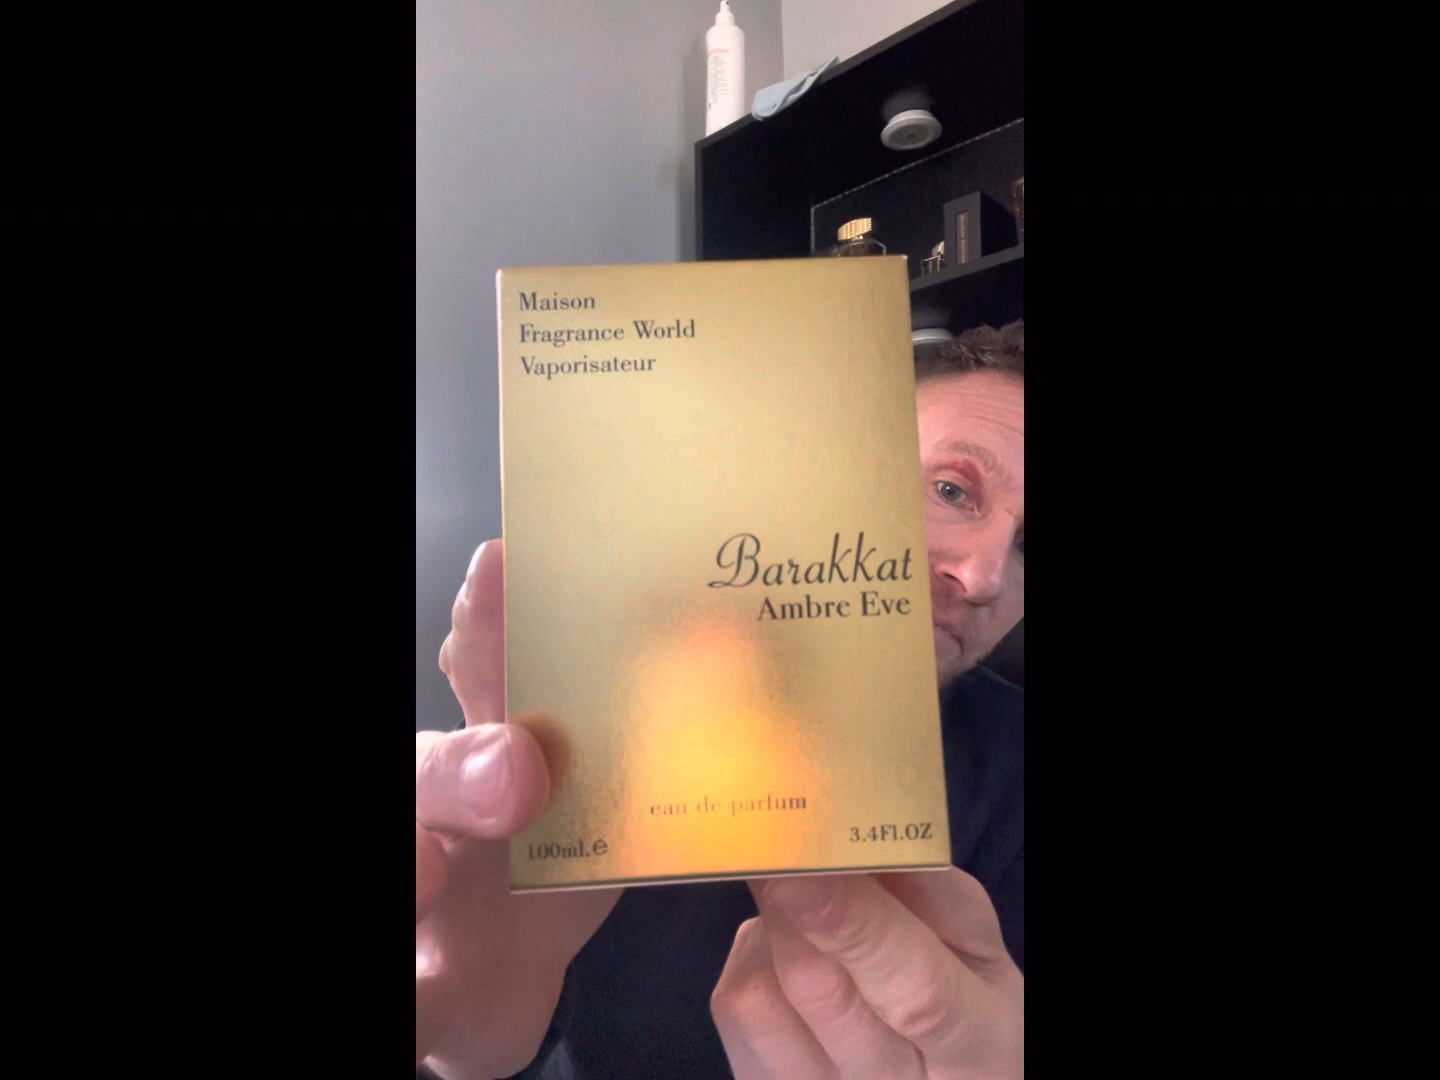 Maison
Fragrance World
Vaporisateur
Barakkat
Ambre Eve
eau de parfum
100ml.e
3.4Fl.OZ